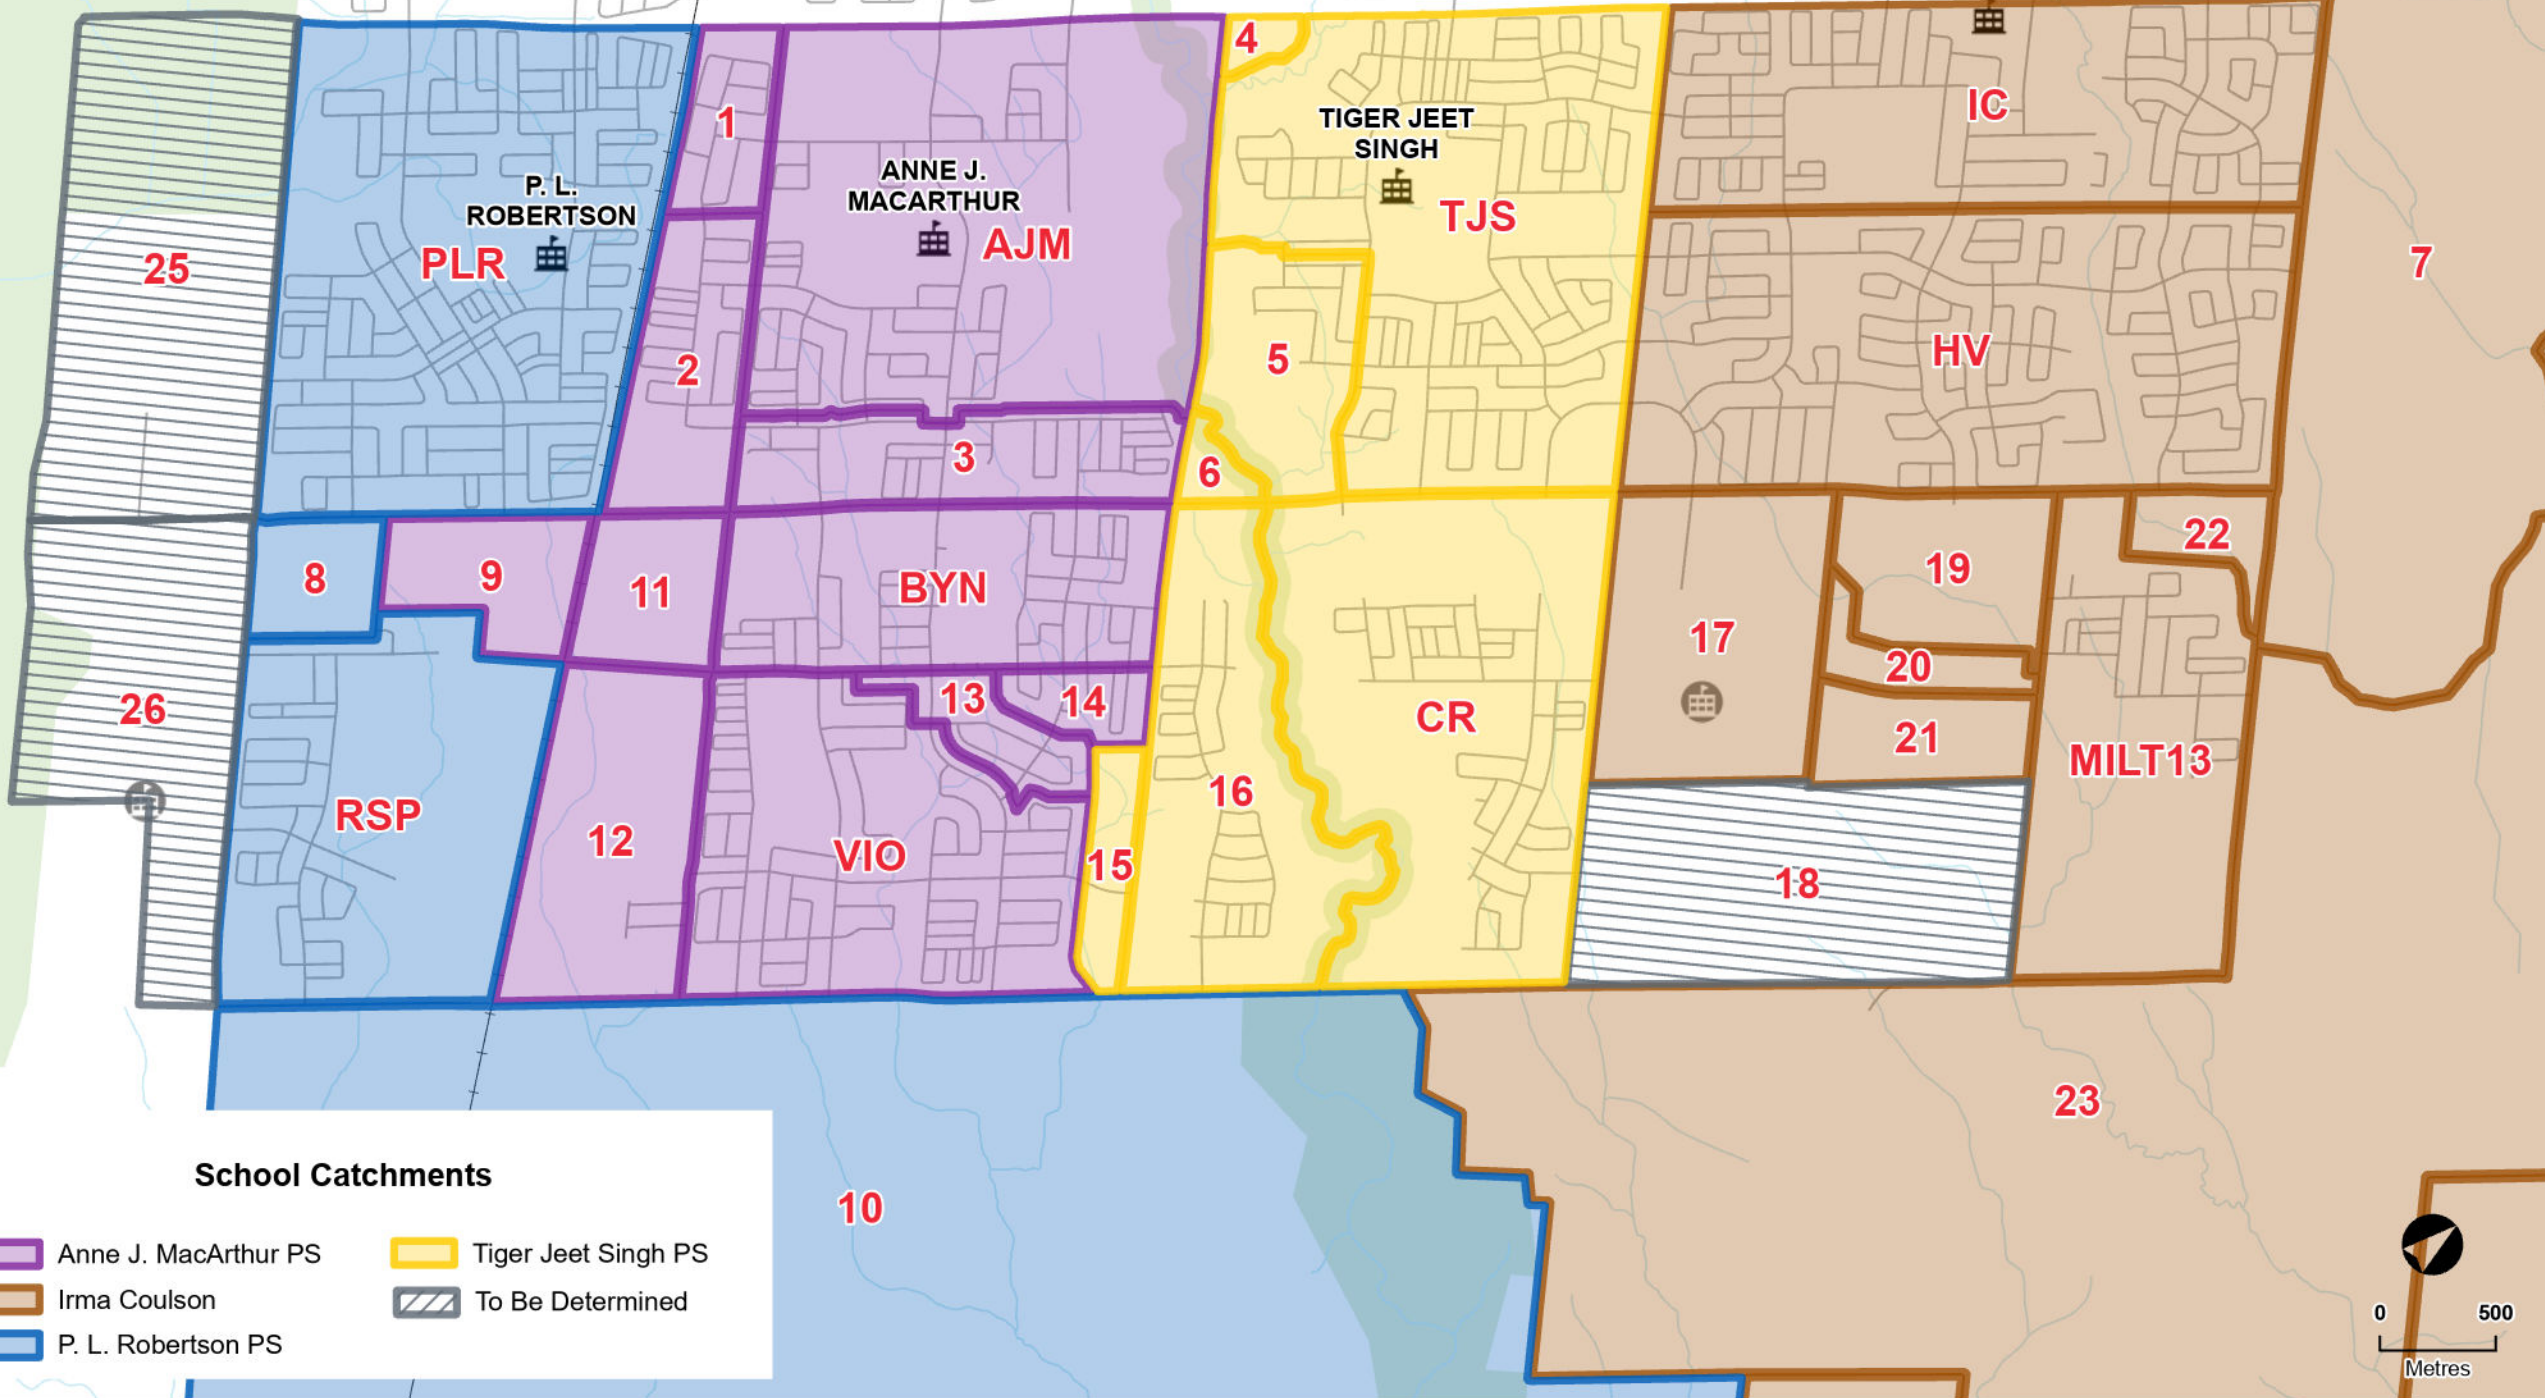 4
IC
1
TIGER JEET
SINGH
ANNE J.
MACARTHUR
P. L.
ROBERTSON
TJS
AJM
PLR
25
7
HV
5
2
3
6
22
19
8
9
11
BYN
17
20
13
14
26
CR
21
MILT13
16
RSP
12
VIO
15
18
23
10
School Catchments
Anne J. MacArthur PS
Tiger Jeet Singh PS
Irma Coulson
To Be Determined
P. L. Robertson PS
0 500
Metres